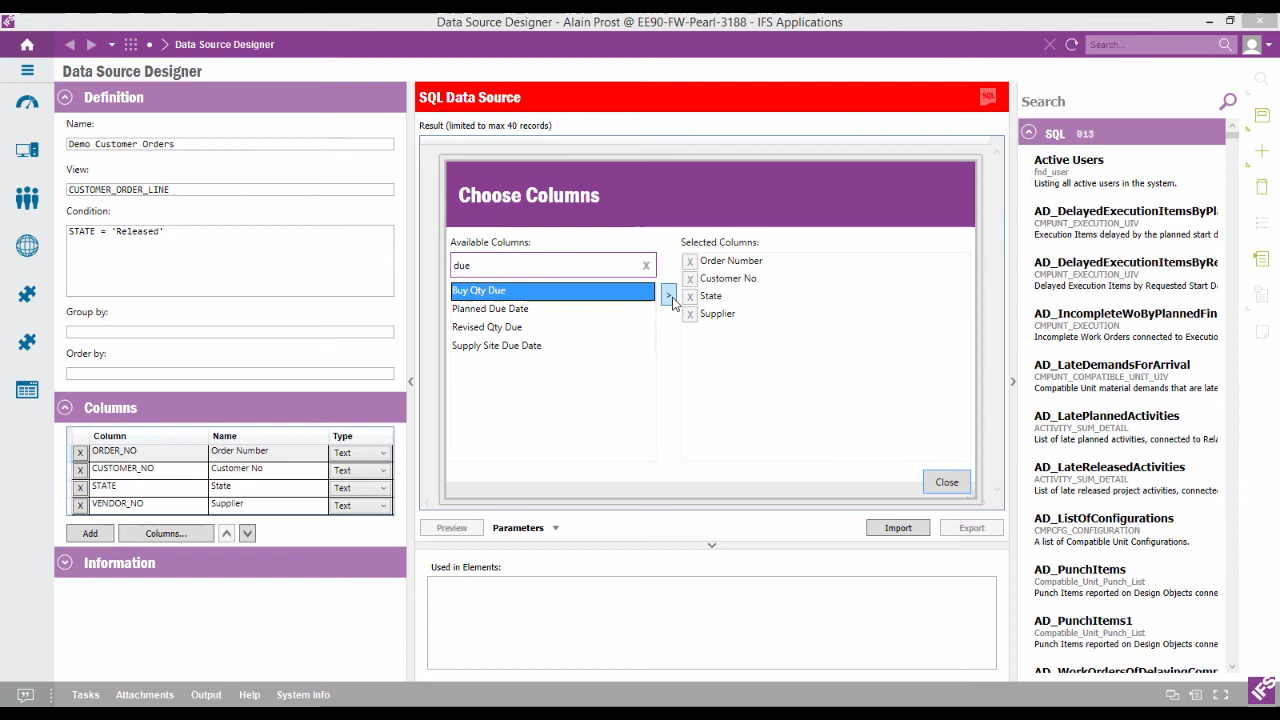 Data Source Designer - Alain Prost @ EE90-FW-Pearl-3188 - IFS Applications
Data Source Designer
Search...
Data Source Designer
Definition
Name:
Demo Customer Orders
View:
CUSTOMER_ORDER_LINE
Condition:
STATE = 'Released'
Group by:
Order by:
Columns
Column Name Type
X ORDER_NO Order Number Text
X CUSTOMER_NO Customer No Text
X STATE State Text
X VENDOR_NO Supplier Text
Add Columns...
Information
SQL Data Source
SQL
Result (limited to max 40 records)
Choose Columns
Available Columns:
due X
Buy Qty Due
Planned Due Date
Revised Qty Due
Supply Site Due Date
>
Selected Columns:
X Order Number
X Customer No
X State
X Supplier
Close
Preview Parameters Import Export
Used in Elements:
Search
SQL 913
Active Users
fnd_user
Listing all active users in the system.
AD_DelayedExecutionItemsByPl
CMPUNT_EXECUTION_UIV
Execution Items delayed by the planned start d
AD_DelayedExecutionItemsByRe
CMPUNT_EXECUTION_UIV
Delayed Execution Items by Requested Start Da
AD_IncompleteWoByPlannedFin
CMPUNT_EXECUTION
Incomplete Work Orders connected to Executio
AD_LateDemandsForArrival
CMPUNT_COMPATIBLE_UNIT_UIV
Compatible Unit material demands that are late
AD_LatePlannedActivities
ACTIVITY_SUM_DETAIL
List of late planned activities, connected to Rela
AD_LateReleasedActivities
ACTIVITY_SUM_DETAIL
List of late released project activities, connected
AD_ListOfConfigurations
CMPCFG_CONFIGURATION
A list of Compatible Unit Configurations.
AD_PunchItems
Compatible_Unit_Punch_List
Punch Items reported on Design Objects conne
AD_PunchItems1
Compatible_Unit_Punch_List
Punch Items reported on Design Objects conne
AD_WorkOrdersOfDelayingComp
Tasks Attachments Output Help System Info
IFS